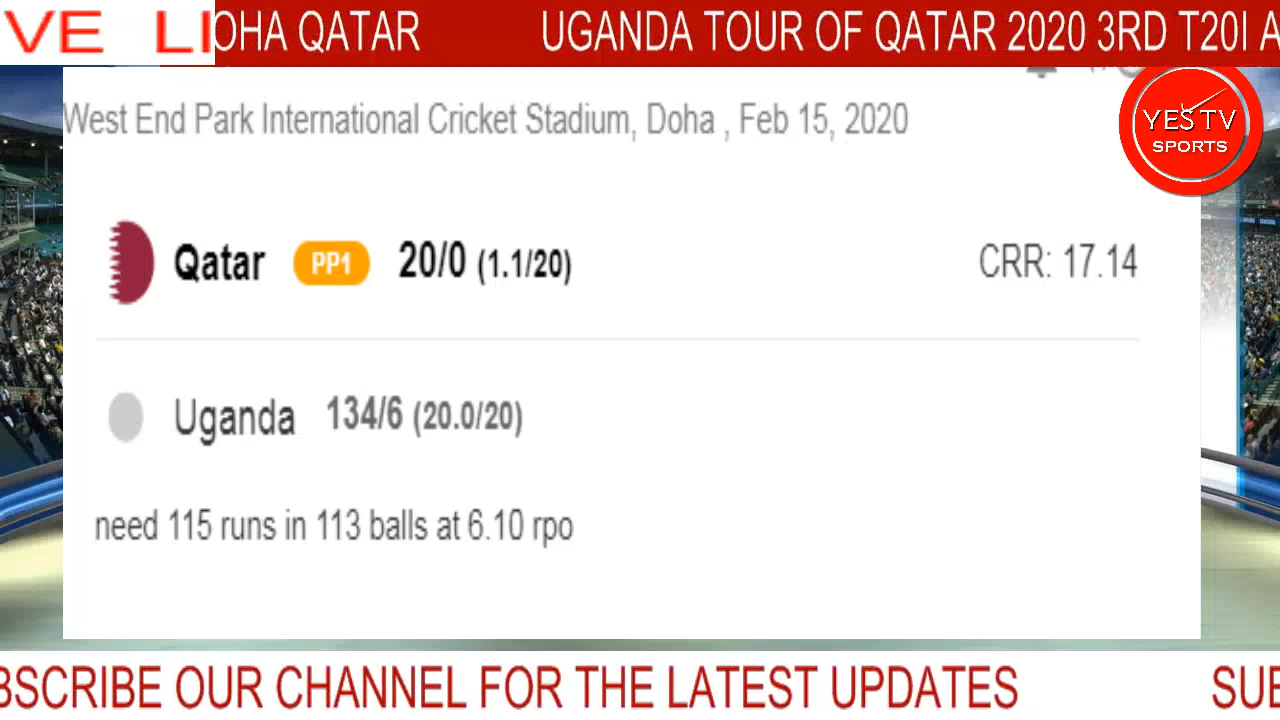 VE LI
OHA QATAR UGANDA TOUR OF QATAR 2020 3RD T20I A
West End Park International Cricket Stadium, Doha , Feb 15, 2020
YES TV
SPORTS
Qatar PP1 20/0 (1.1/20) CRR: 17.14
Uganda 134/6 (20.0/20)
need 115 runs in 113 balls at 6.10 rpo
BSCRIBE OUR CHANNEL FOR THE LATEST UPDATES SUB